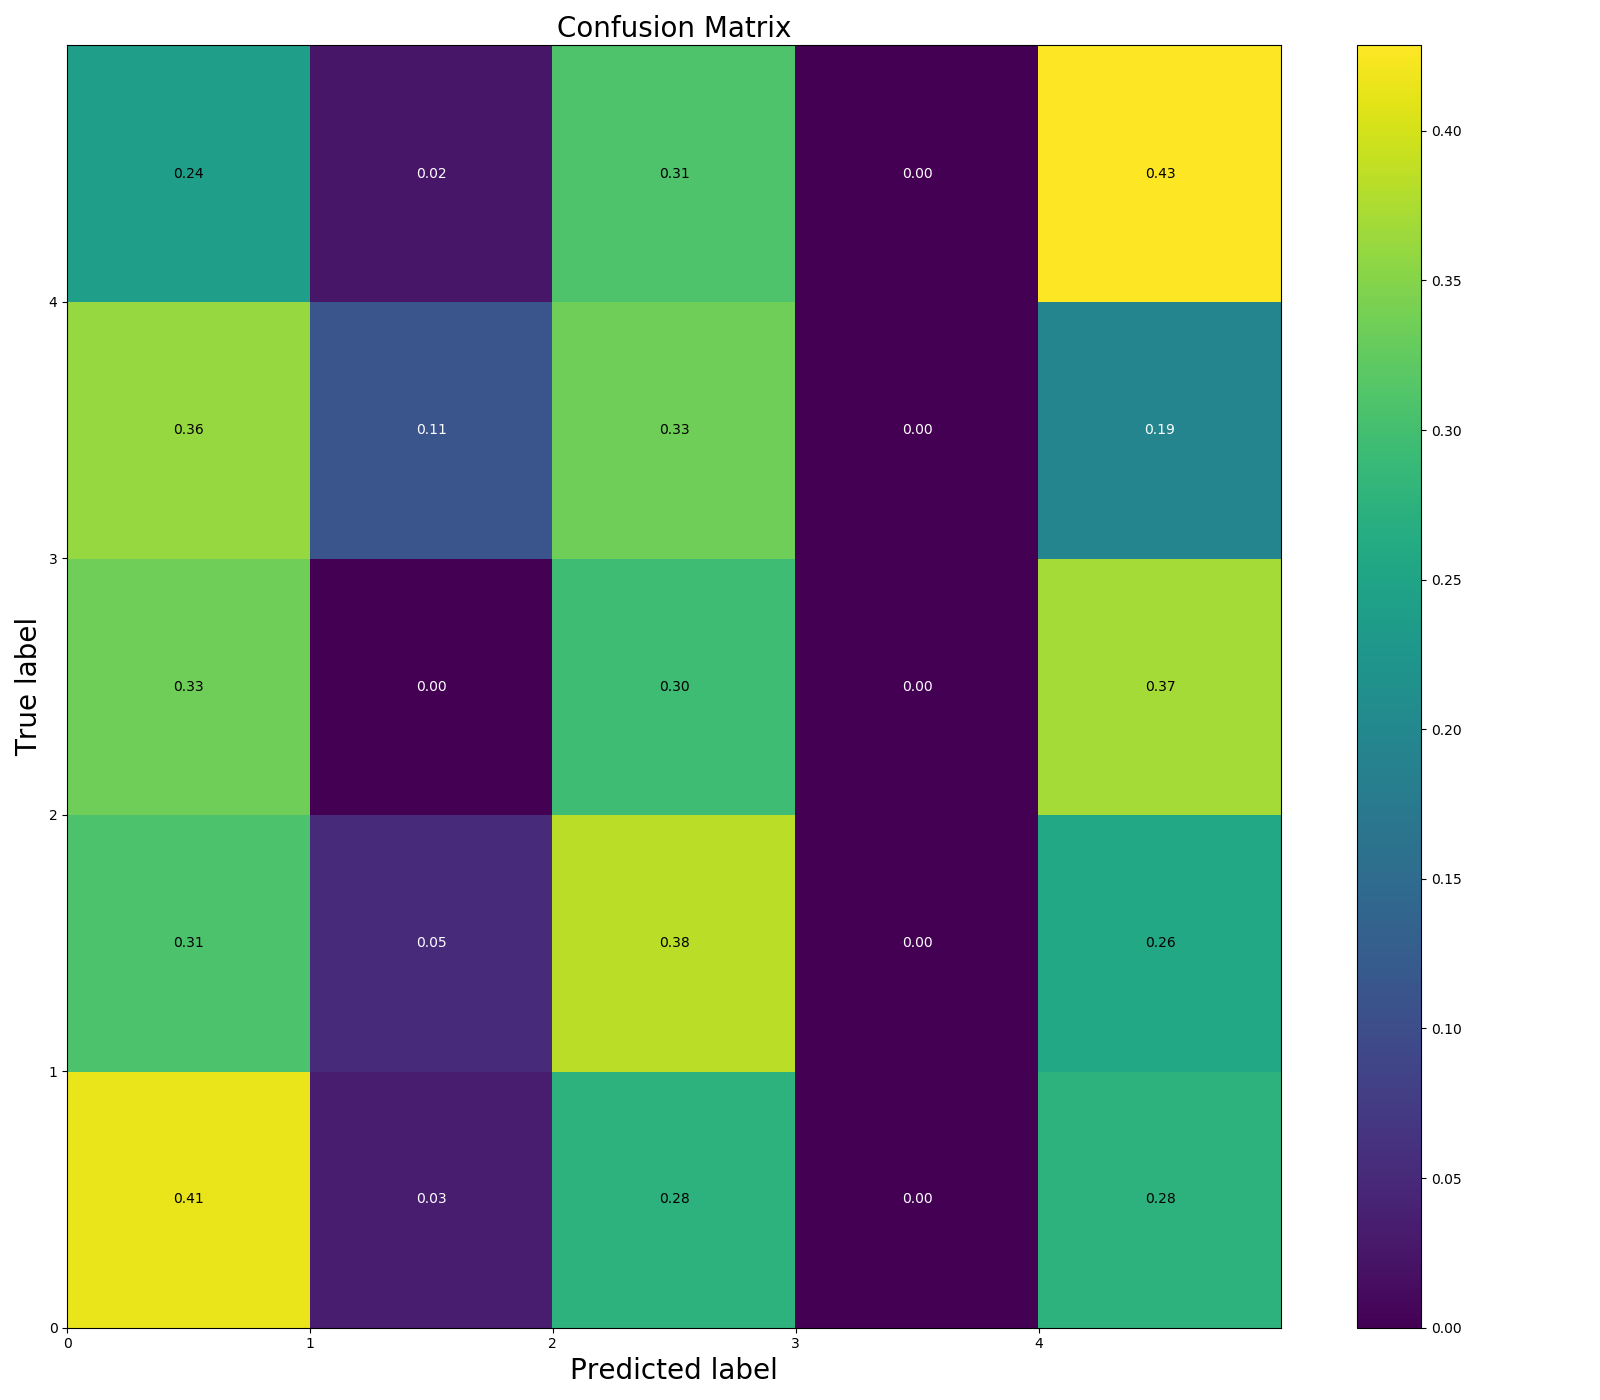 Confusion Matrix
0.40
0.24 0.02 0.31 0.00 0.43
4
0.35
0.36 0.11 0.33 0.00 0.19
0.30
3
0.25
True label
0.33 0.00 0.30 0.00 0.37
0.20
2
0.15
0.31 0.05 0.38 0.00 0.26
0.10
1
0.05
0.41 0.03 0.28 0.00 0.28
0
0.00
0 1 2 3 4
Predicted label